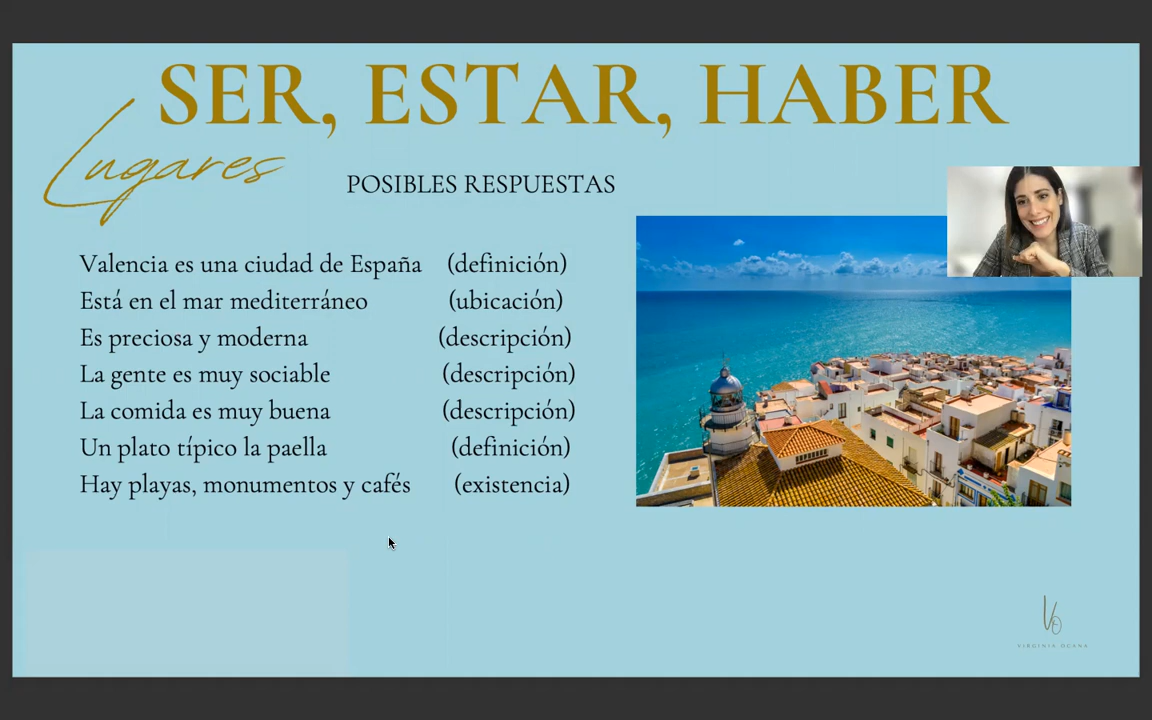 SER, ESTAR, HABER
Lugares
POSIBLES RESPUESTAS
Valencia es una ciudad de España (definición)
Está en el mar mediterráneo (ubicación)
Es preciosa y moderna (descripción)
La gente es muy sociable (descripción)
La comida es muy buena (descripción)
Un plato típico la paella (definición)
Hay playas, monumentos y cafés (existencia)
VO
VIRGINIA OCAÑA